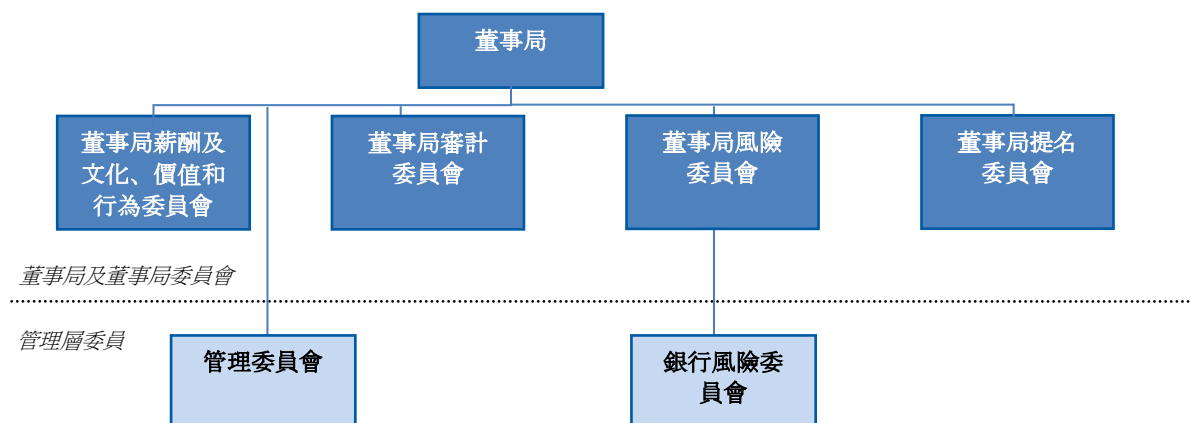 董事局
董事局薪酬及
文化、價值和
行為委員會
董事局審計
委員會
董事局風險
委員會
董事局提名
委員會
董事局及董事局委員會
管理層委員
管理委員會
銀行風險委
員會